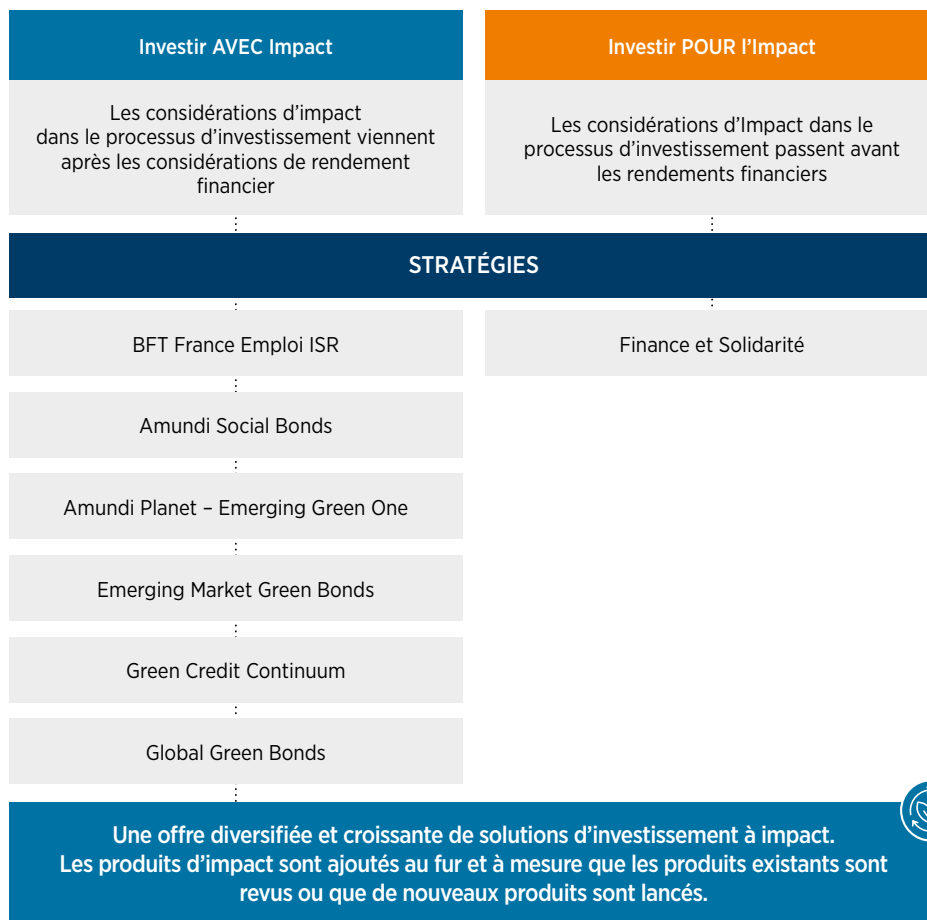 Investir AVEC Impact
Les considérations d'impact
dans le processus d'investissement viennent
après les considérations de rendement
financier
Investir POUR l'Impact
Les considérations d'Impact dans le
processus d'investissement passent avant
les rendements financiers
STRATÉGIES
BFT France Emploi ISR
Finance et Solidarité
Amundi Social Bonds
Amundi Planet – Emerging Green One
Emerging Market Green Bonds
Green Credit Continuum
Global Green Bonds
Une offre diversifiée et croissante de solutions d'investissement à impact.
Les produits d'impact sont ajoutés au fur et à mesure que les produits existants sont
revus ou que de nouveaux produits sont lancés.